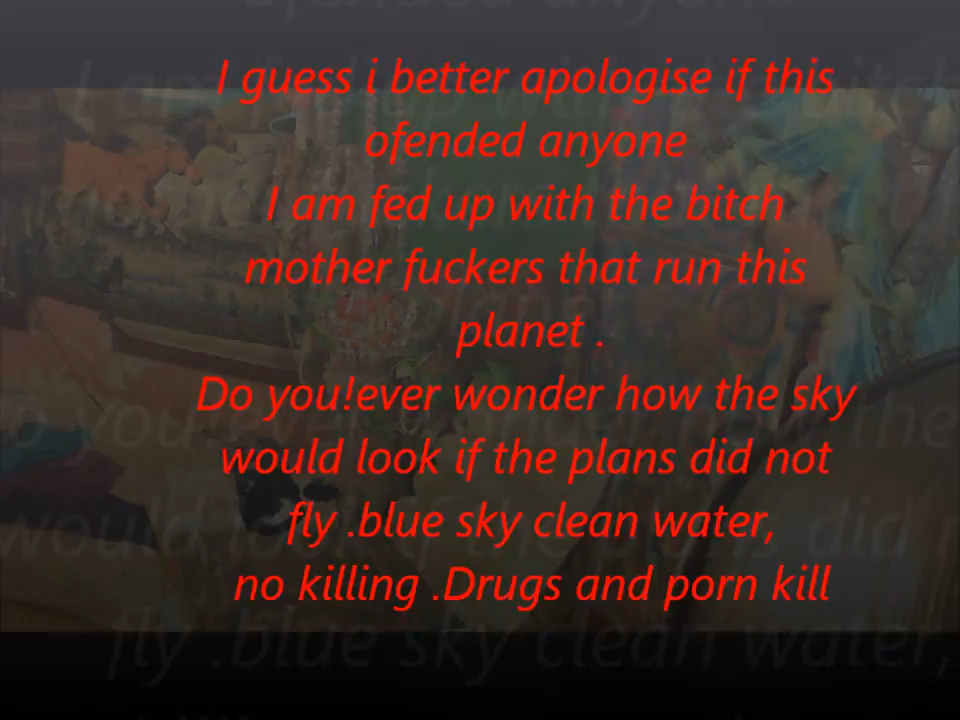 I guess i better apologise if this
ofended anyone
I am fed up with the bitch
mother fuckers that run this
planet .
Do you!ever wonder how the sky
would look if the plans did not
fly .blue sky clean water,
no killing .Drugs and porn kill